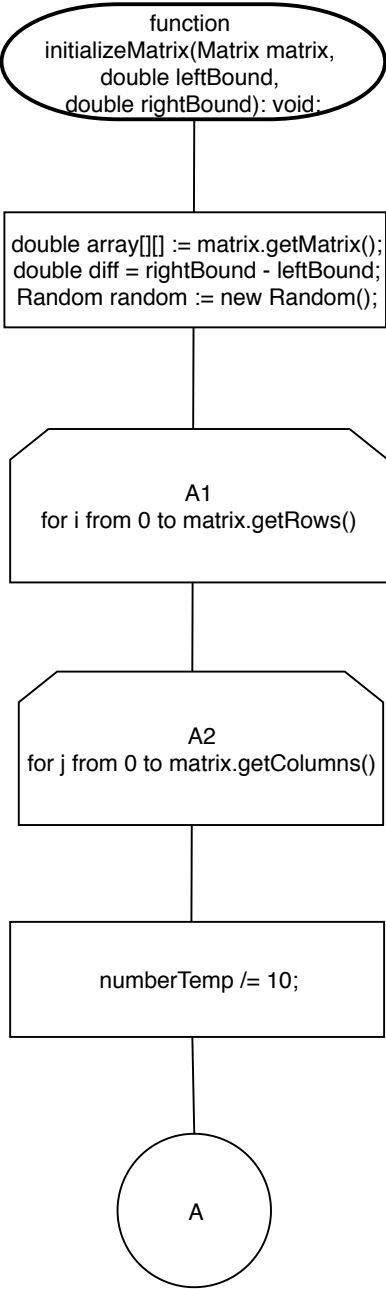 function
initializeMatrix(Matrix matrix,
double leftBound,
double rightBound): void;
double array[][] := matrix.getMatrix();
double diff = rightBound - leftBound;
Random random := new Random();
A1
for i from 0 to matrix.getRows()
A2
for j from 0 to matrix.getColumns()
numberTemp /= 10;
A